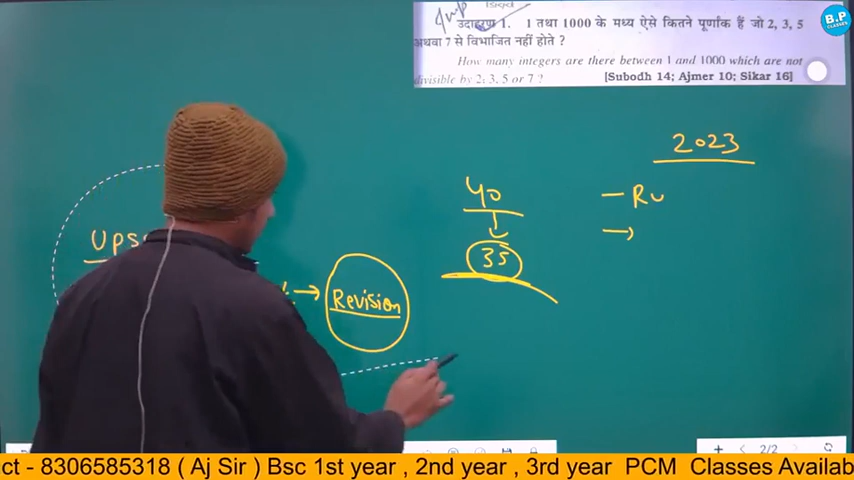 Imp
उदाहरण 1. 1 तथा 1000 के मध्य ऐसे कितने पूर्णांक हैं जो 2, 3, 5
अथवा 7 से विभाजित नहीं होते ?
How many integers are there between 1 and 1000 which are not
divisible by 2, 3, 5 or 7 ?
[Subodh 14; Ajmer 10; Sikar 16]
B.P
CLASSES
2023
40
35
Revision
2/2
ct - 8306585318 ( Aj Sir ) Bsc 1st year , 2nd year , 3rd year PCM Classes Availab